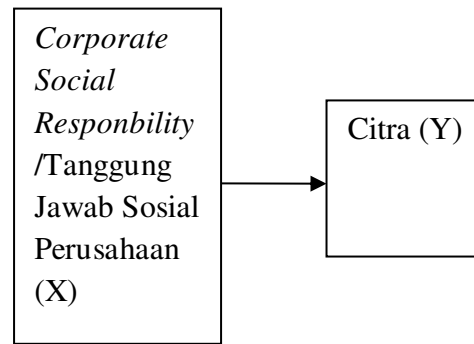 Corporate
Social
Responbility
/Tanggung
Jawab Sosial
Perusahaan
(X)
Citra (Y)